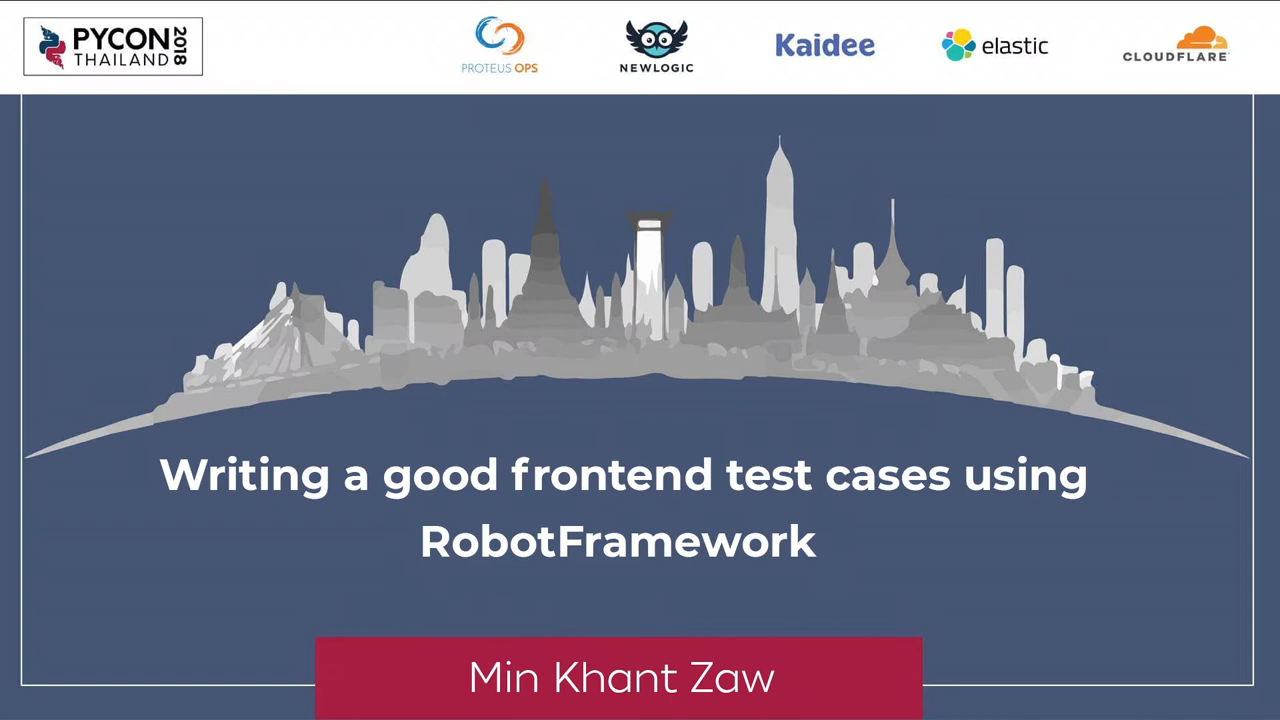 PYCON
THAILAND
2018
PROTEUS OPS
NEWLOGIC
Kaidee
elastic
CLOUDFLARE
Writing a good frontend test cases using
RobotFramework
Min Khant Zaw